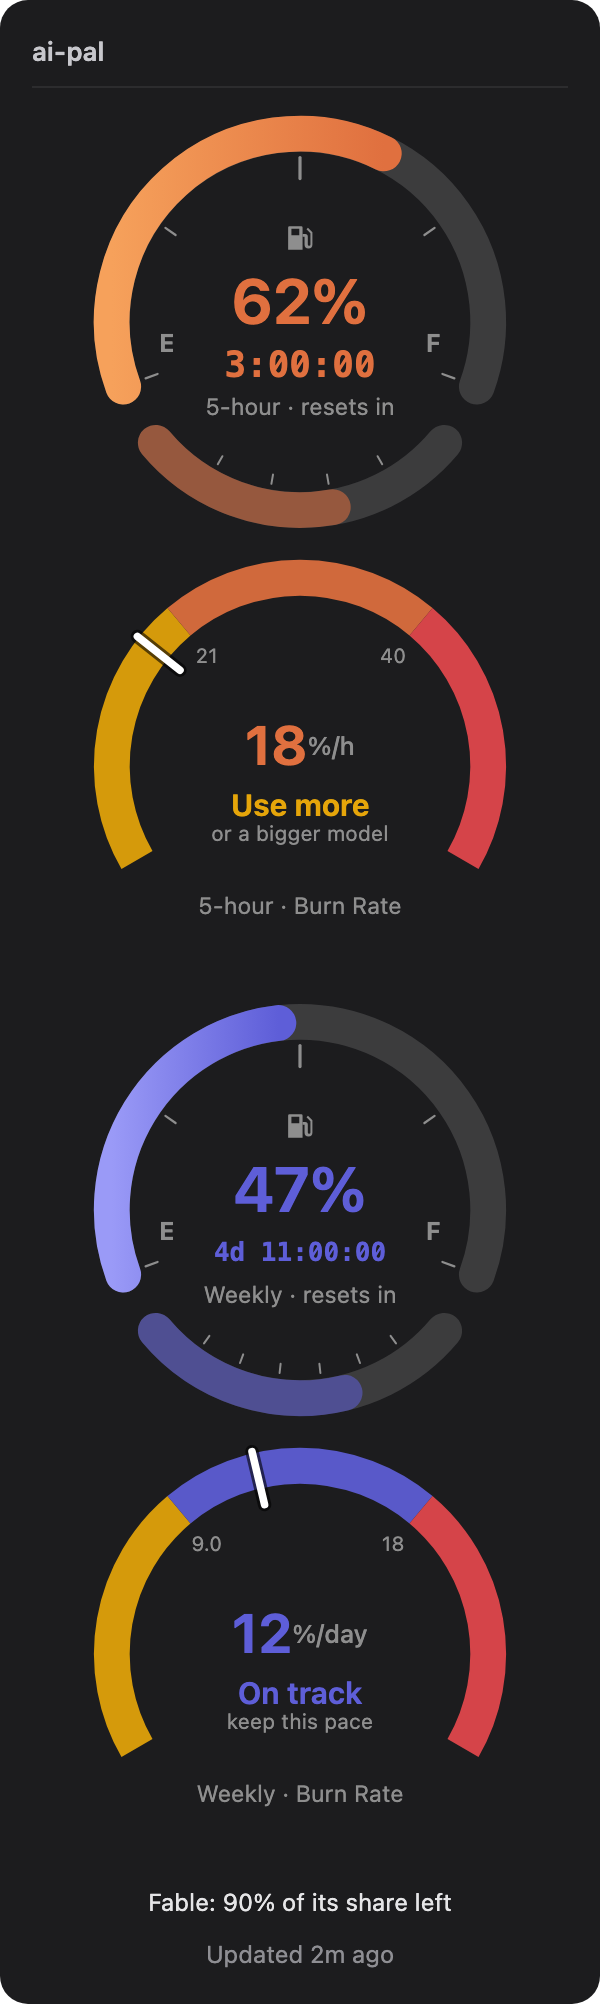 ai-pal
62%
E
F
3:00:00
5-hour · resets in
21
40
18%/h
Use more
or a bigger model
5-hour · Burn Rate
47%
E
F
4d 11:00:00
Weekly · resets in
9.0
18
12%/day
On track
keep this pace
Weekly · Burn Rate
Fable: 90% of its share left
Updated 2m ago